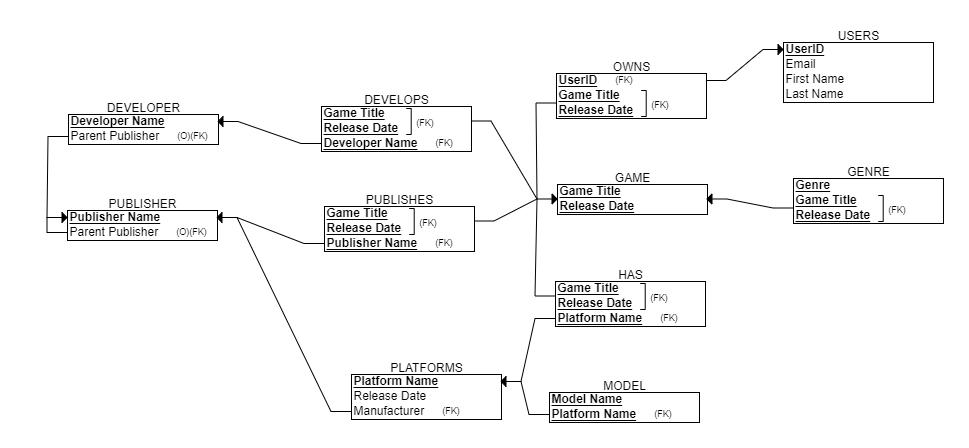 USERS
UserID
Email
First Name
Last Name
OWNS
UserID (FK)
Game Title
Release Date (FK)
DEVELOPER
Developer Name
Parent Publisher (O)(FK)
DEVELOPS
Game Title
Release Date (FK)
Developer Name (FK)
GAME
Game Title
Release Date
GENRE
Genre
Game Title
Release Date (FK)
PUBLISHER
Publisher Name
Parent Publisher (O)(FK)
PUBLISHES
Game Title
Release Date (FK)
Publisher Name (FK)
HAS
Game Title
Release Date (FK)
Platform Name (FK)
PLATFORMS
Platform Name
Release Date
Manufacturer (FK)
MODEL
Model Name
Platform Name (FK)